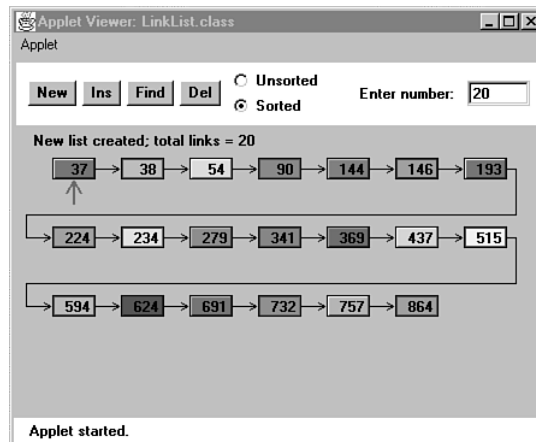 Applet Viewer: LinkList.class
Applet
New Ins Find Del Unsorted Sorted Enter number: 20
New list created; total links = 20
37 38 54 90 144 146 193
224 234 279 341 369 437 515
594 624 691 732 757 864
Applet started.